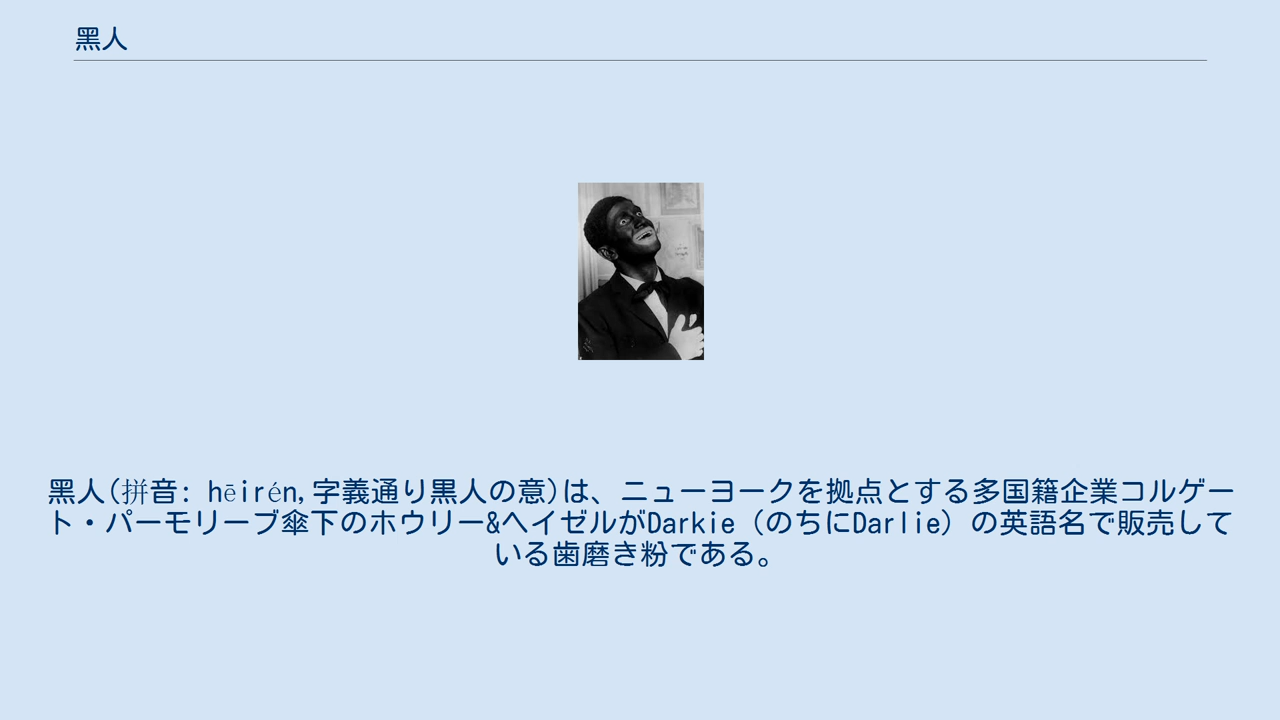 黑人
黑人(拼音: hēirén,字義通り黒人の意)は、ニューヨークを拠点とする多国籍企業コルゲー
ト・パーモリーブ傘下のホウリー&ヘイゼルがDarkie（のちにDarlie）の英語名で販売して
いる歯磨き粉である。